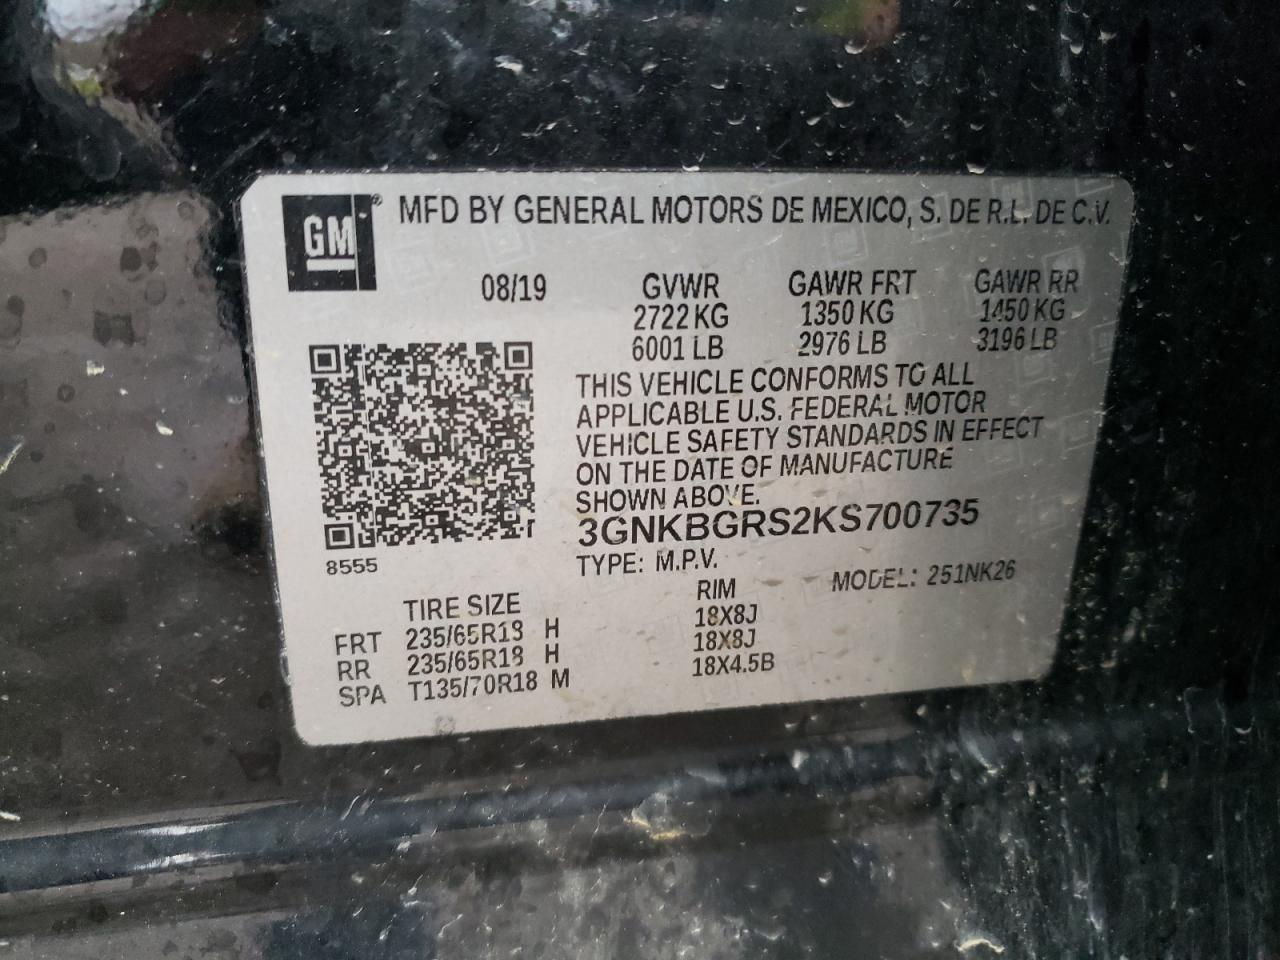 GM® MFD BY GENERAL MOTORS DE MEXICO, S. DE R.L. DE C.V.
08/19 GVWR GAWR FRT GAWR RR
2722 KG 1350 KG 1450 KG
6001 LB 2976 LB 3196 LB
THIS VEHICLE CONFORMS TO ALL
APPLICABLE U.S. FEDERAL MOTOR
VEHICLE SAFETY STANDARDS IN EFFECT
ON THE DATE OF MANUFACTURE
SHOWN ABOVE.
3GNKBGRS2KS700735
8555 TYPE: M.P.V. MODEL: 251NK26
TIRE SIZE RIM
FRT 235/65R18 H 18X8J
RR 235/65R18 H 18X8J
SPA T135/70R18 M 18X4.5B